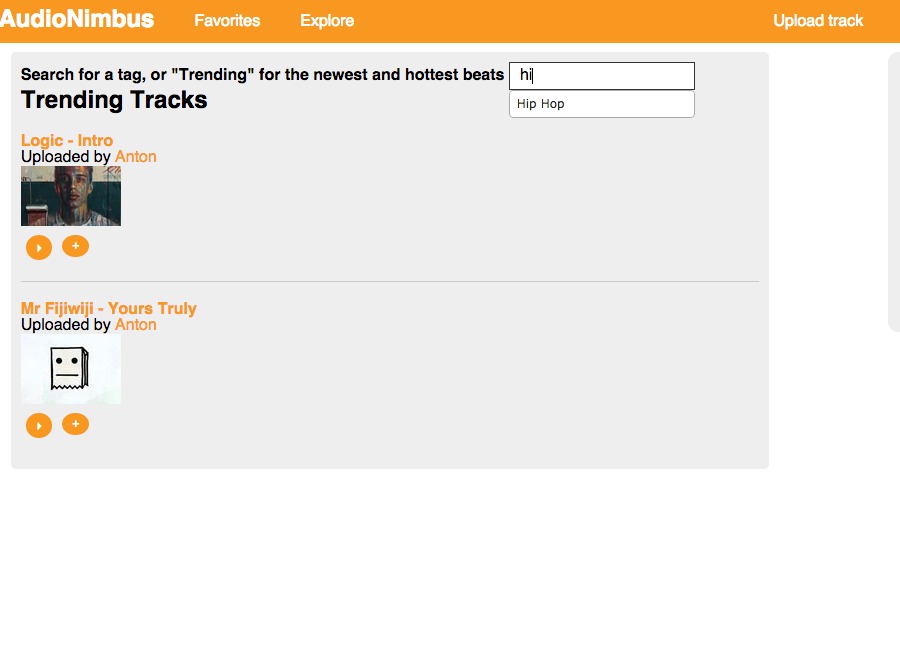 AudioNimbus Favorites Explore Upload track
Search for a tag, or "Trending" for the newest and hottest beats hi
Hip Hop
Trending Tracks
Logic - Intro
Uploaded by Anton
+
Mr Fijiwiji - Yours Truly
Uploaded by Anton
+